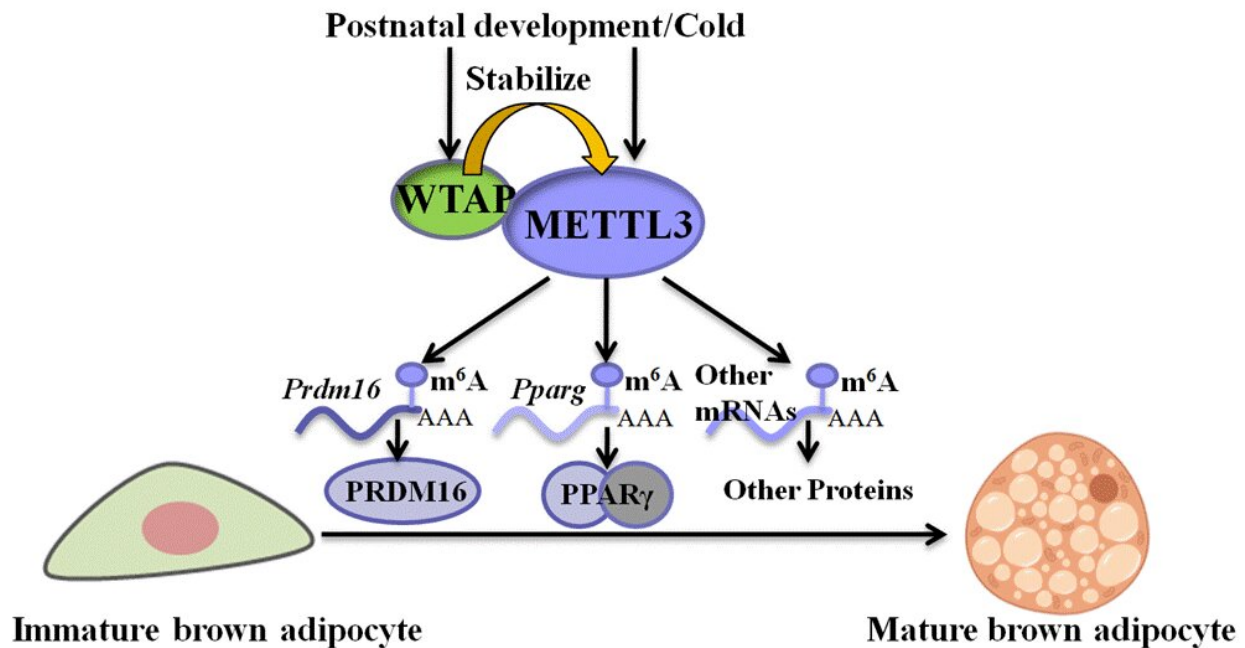 Postnatal development/Cold
Stabilize
WTAP
METTL3
Prdm16
m⁶A
AAA
Pparg
m⁶A
AAA
Other
mRNAs
m⁶A
AAA
PRDM16
PPARγ
Other Proteins
Immature brown adipocyte
Mature brown adipocyte